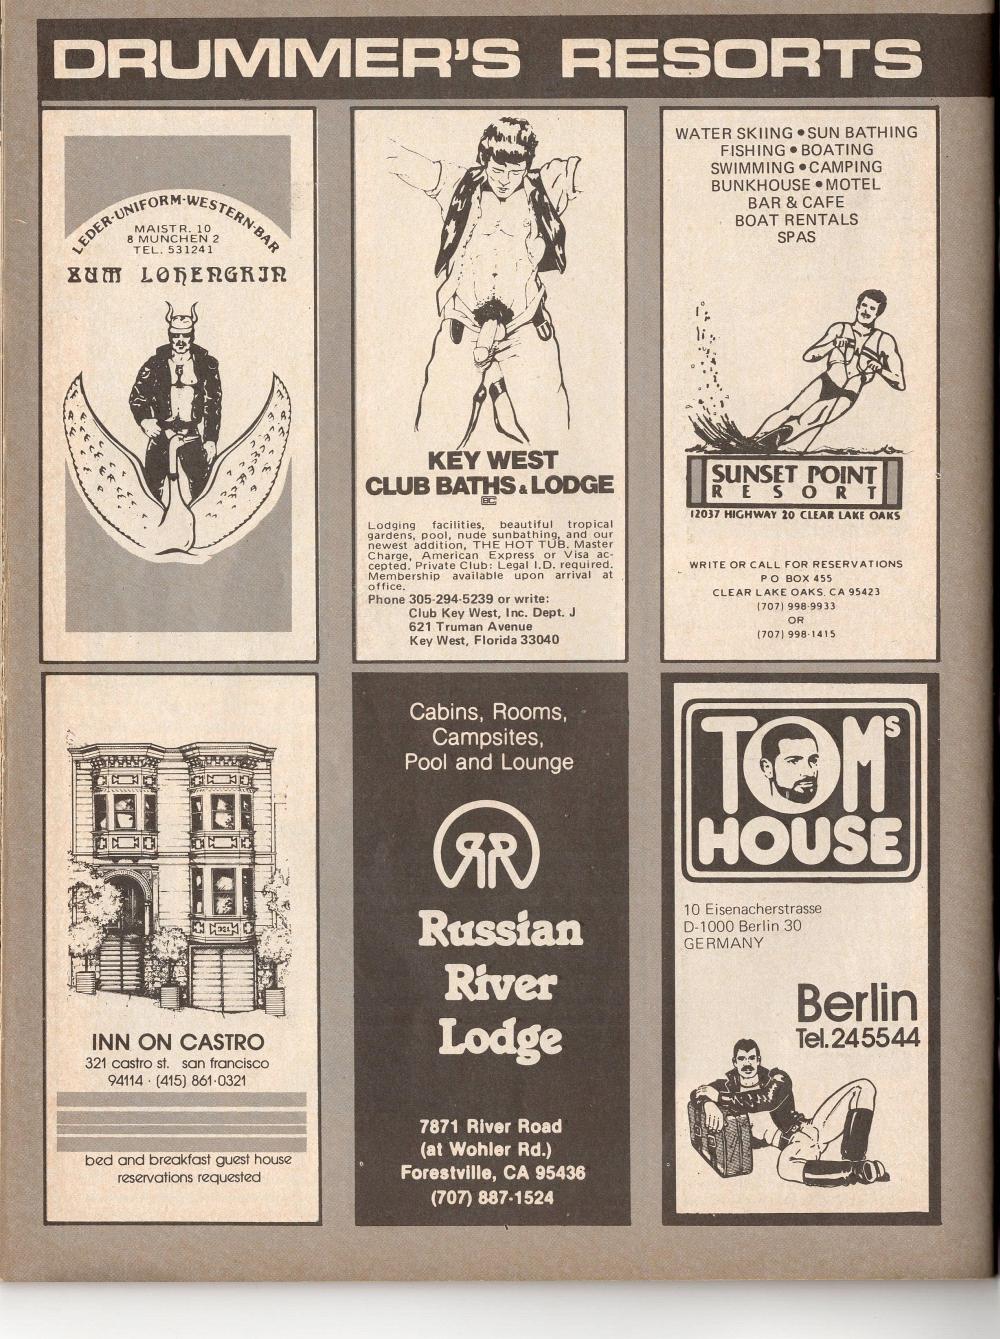 DRUMMER'S RESORTS
LEDER-UNIFORM-WESTERN-BAR
MAISTR. 10
8 MUNCHEN 2
TEL. 531241
ZUM LOHENGRIN
KEY WEST
CLUB BATHS & LODGE
Lodging facilities, beautiful tropical
gardens, pool, nude sunbathing, and our
newest addition, THE HOT TUB. Master
Charge, American Express or Visa ac-
cepted. Private Club: Legal I.D. required.
Membership available upon arrival at
office.
Phone 305-294-5239 or write:
Club Key West, Inc. Dept. J
621 Truman Avenue
Key West, Florida 33040
WATER SKIING • SUN BATHING
FISHING • BOATING
SWIMMING • CAMPING
BUNKHOUSE • MOTEL
BAR & CAFE
BOAT RENTALS
SPAS
SUNSET POINT
RESORT
12037 HIGHWAY 20 CLEAR LAKE OAKS
WRITE OR CALL FOR RESERVATIONS
P O BOX 455
CLEAR LAKE OAKS, CA 95423
(707) 998-9933
OR
(707) 998-1415
321
INN ON CASTRO
321 castro st. san francisco
94114 · (415) 861-0321
bed and breakfast guest house
reservations requested
Cabins, Rooms,
Campsites,
Pool and Lounge
RR
Russian
River
Lodge
7871 River Road
(at Wohler Rd.)
Forestville, CA 95436
(707) 887-1524
TOMS
HOUSE
10 Eisenacherstrasse
D-1000 Berlin 30
GERMANY
Berlin
Tel. 24 55 44